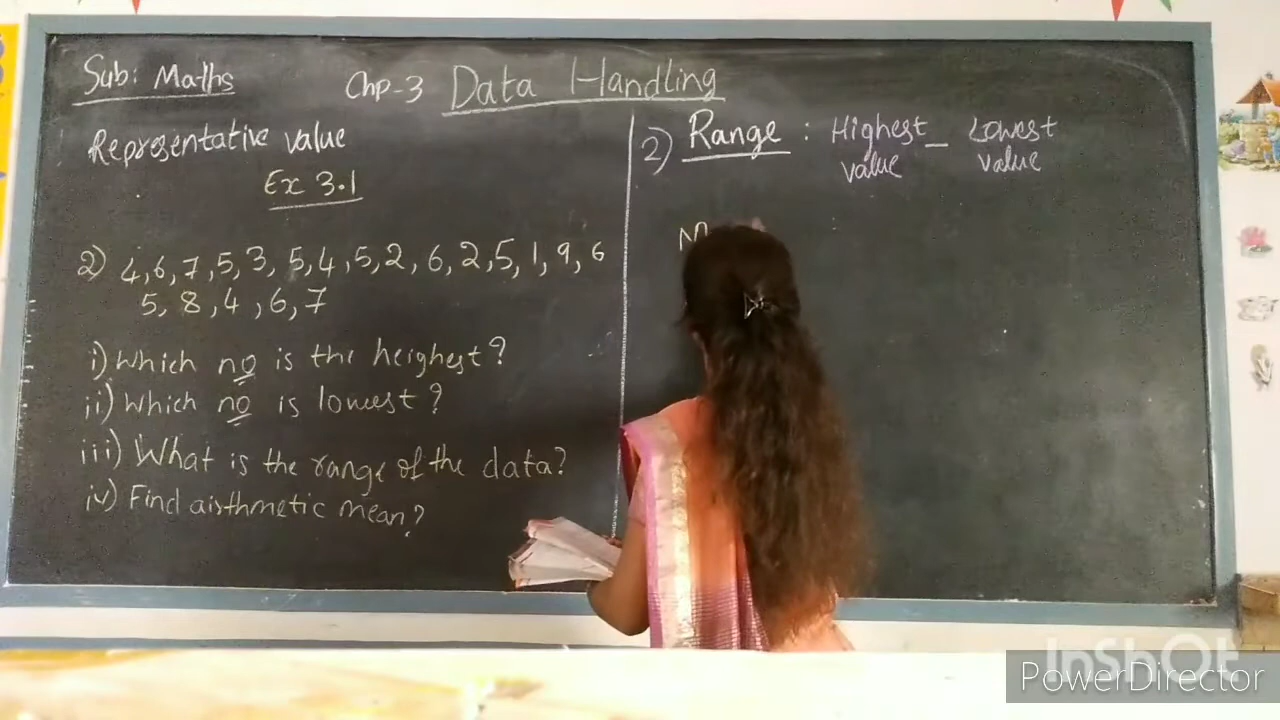 Sub: Maths
Chp-3 Data Handling
Representative value
Ex 3.1
2) 4,6,7,5,3,5,4,5,2,6,2,5,1,9,6
5,8,4,6,7
i) Which no is the heighest?
ii) Which no is lowest?
iii) What is the range of the data?
iv) Find aisthmetic mean?
2) Range : Highest - Lowest
value value
InShOt
PowerDirector